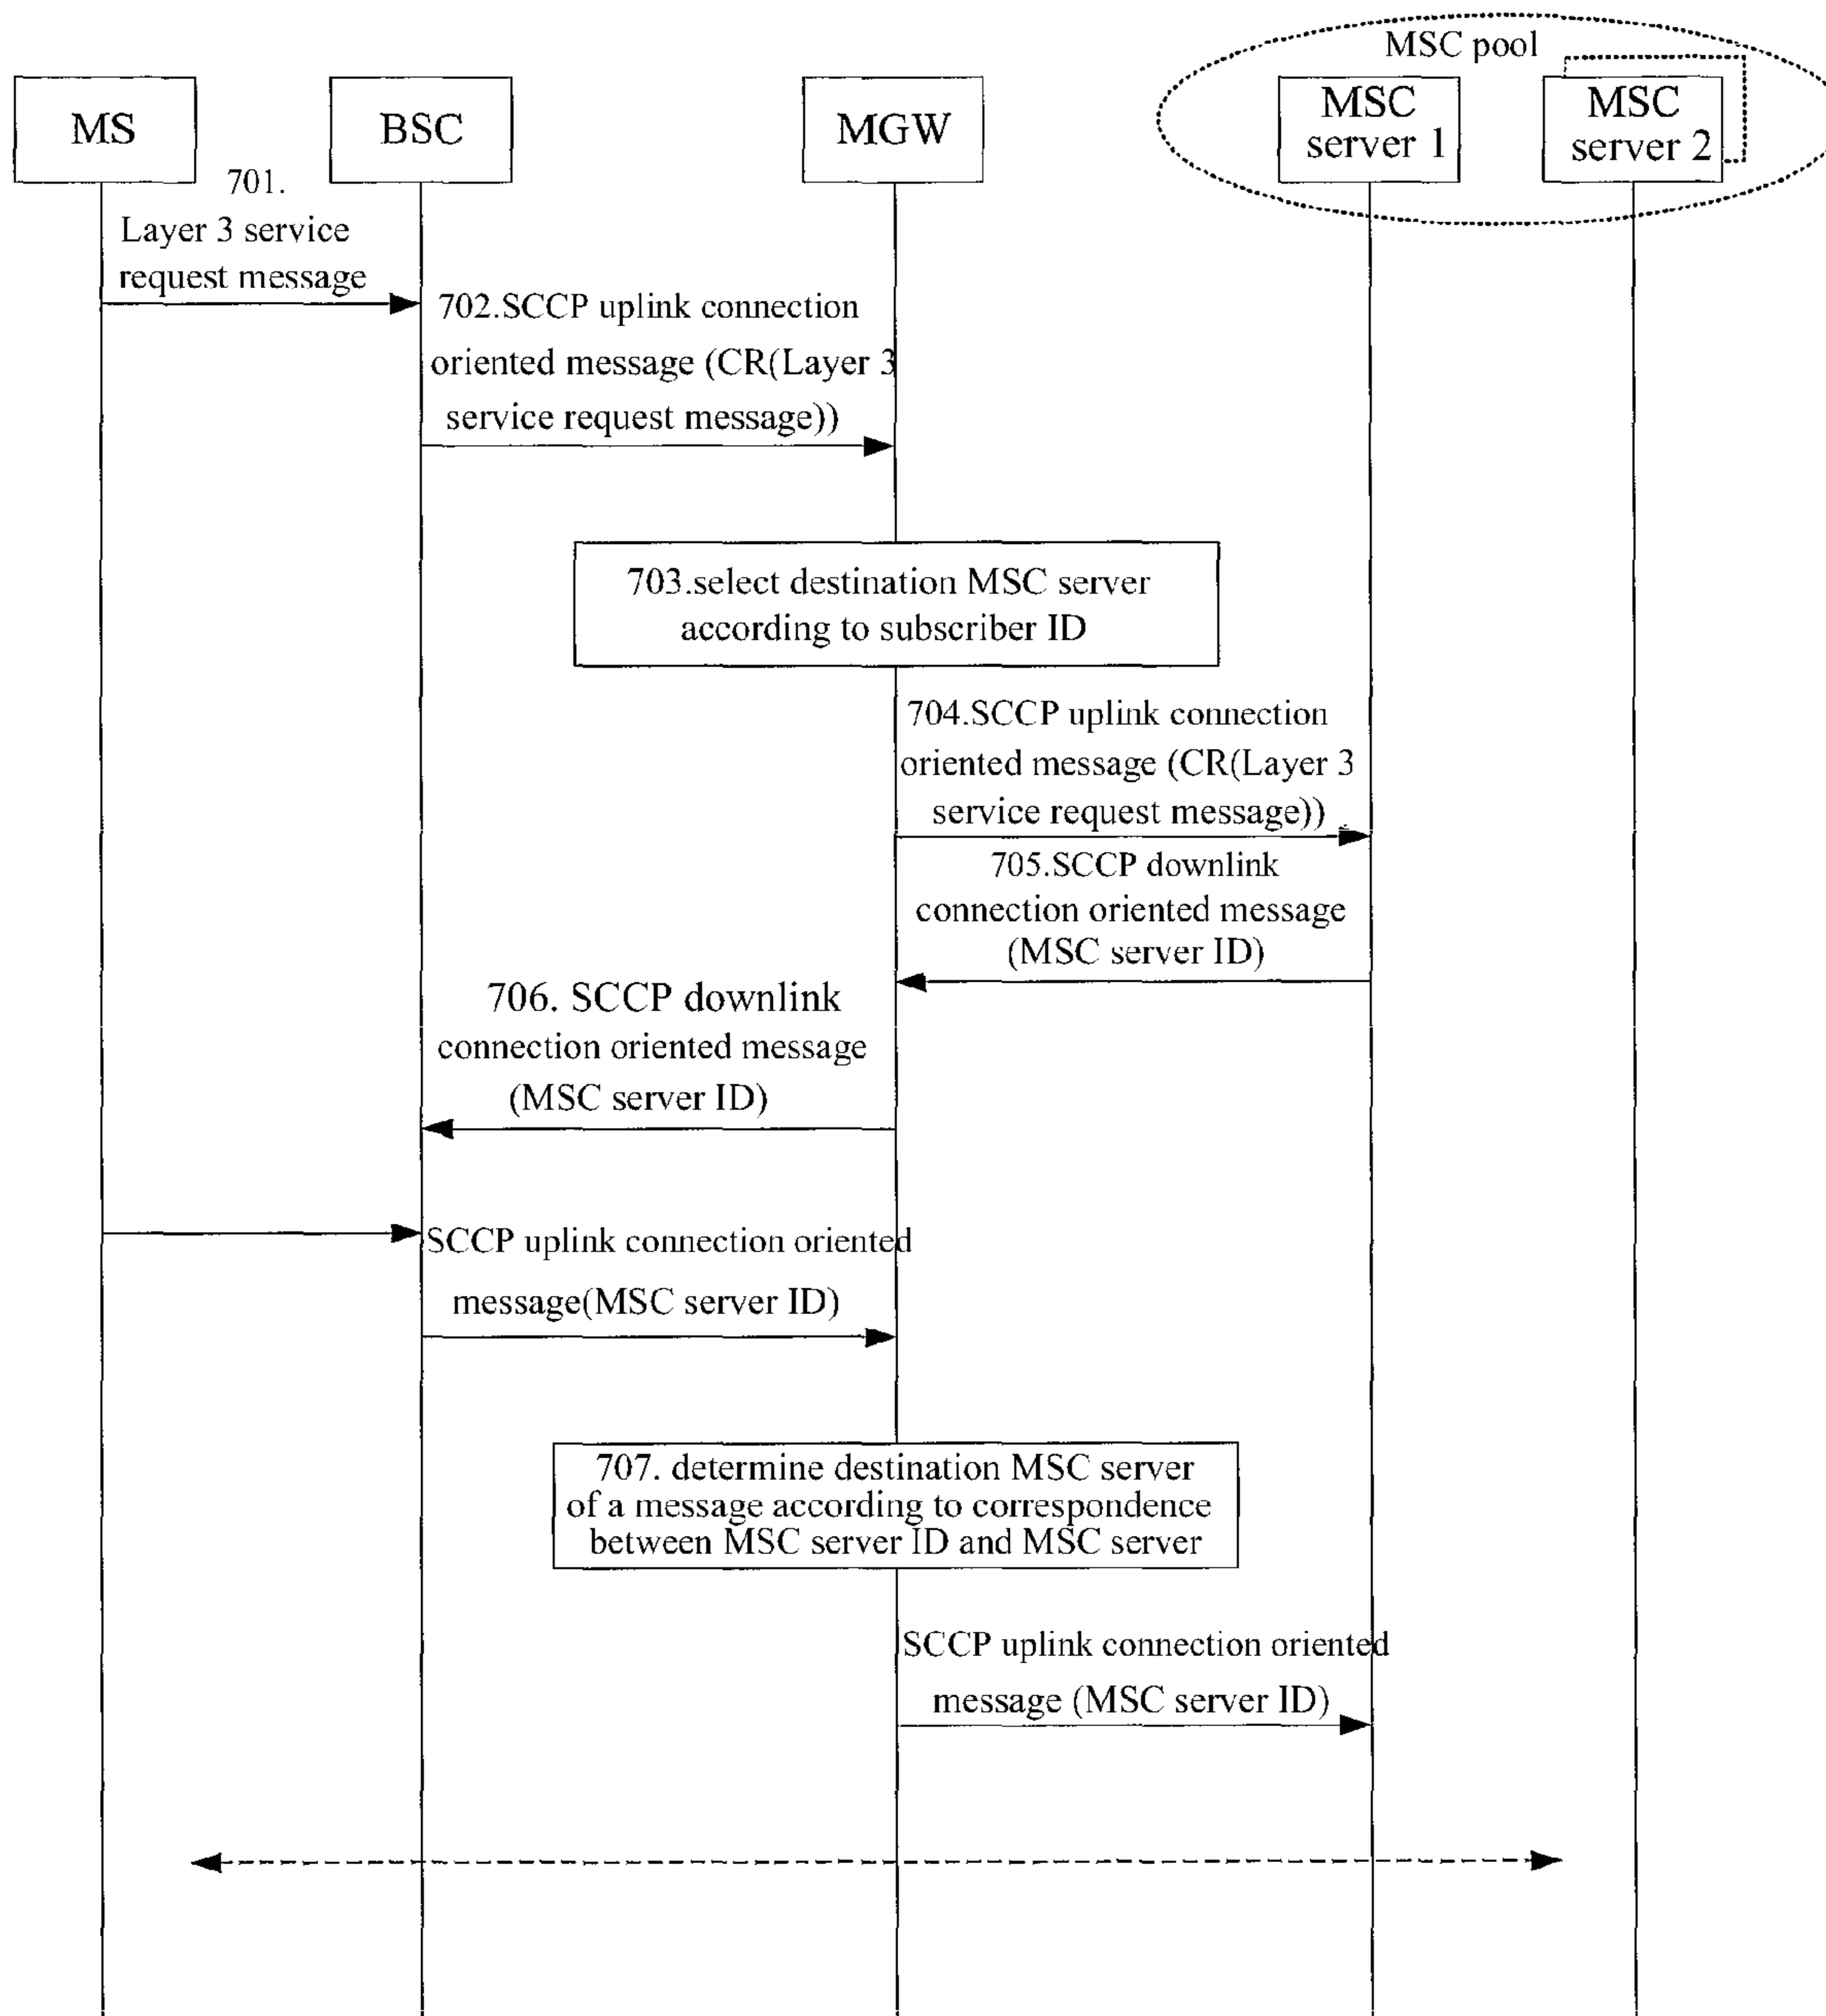 MSC pool
MS
BSC
MGW
MSC
server 1
MSC
server 2
701.
Layer 3 service
request message
702.SCCP uplink connection
oriented message (CR(Layer 3
service request message))
703.select destination MSC server
according to subscriber ID
704.SCCP uplink connection
oriented message (CR(Layer 3
service request message))
705.SCCP downlink
connection oriented message
(MSC server ID)
706. SCCP downlink
connection oriented message
(MSC server ID)
SCCP uplink connection oriented
message(MSC server ID)
707. determine destination MSC server
of a message according to correspondence
between MSC server ID and MSC server
SCCP uplink connection oriented
message (MSC server ID)